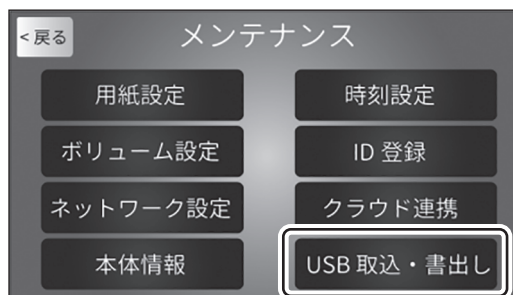 <戻る
メンテナンス
用紙設定
時刻設定
ボリューム設定
ID 登録
ネットワーク設定
クラウド連携
本体情報
USB 取込・書出し